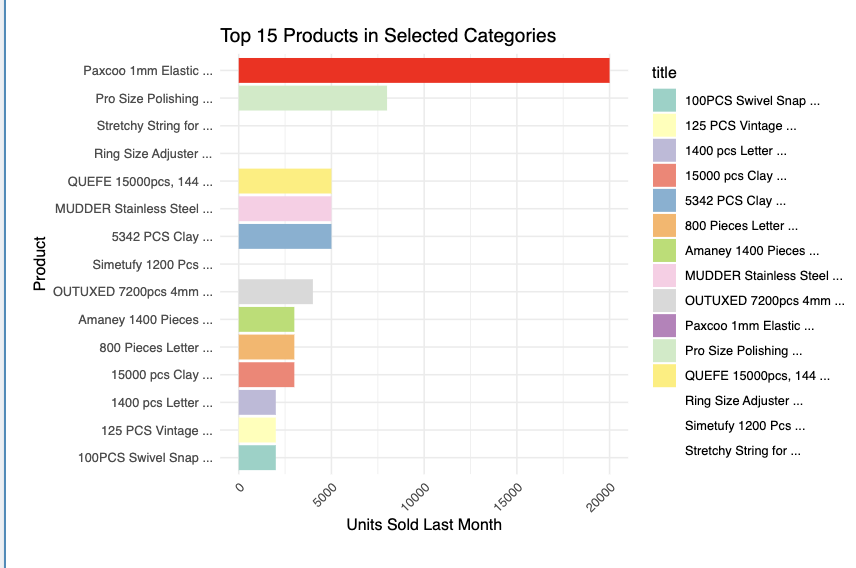 Top 15 Products in Selected Categories
Product
Paxcoo 1mm Elastic ...
Pro Size Polishing ...
Stretchy String for ...
Ring Size Adjuster ...
QUEFE 15000pcs, 144 ...
MUDDER Stainless Steel ...
5342 PCS Clay ...
Simetufy 1200 Pcs ...
OUTUXED 7200pcs 4mm ...
Amaney 1400 Pieces ...
800 Pieces Letter ...
15000 pcs Clay ...
1400 pcs Letter ...
125 PCS Vintage ...
100PCS Swivel Snap ...
0
5000
10000
15000
20000
Units Sold Last Month
title
100PCS Swivel Snap ...
125 PCS Vintage ...
1400 pcs Letter ...
15000 pcs Clay ...
5342 PCS Clay ...
800 Pieces Letter ...
Amaney 1400 Pieces ...
MUDDER Stainless Steel ...
OUTUXED 7200pcs 4mm ...
Paxcoo 1mm Elastic ...
Pro Size Polishing ...
QUEFE 15000pcs, 144 ...
Ring Size Adjuster ...
Simetufy 1200 Pcs ...
Stretchy String for ...